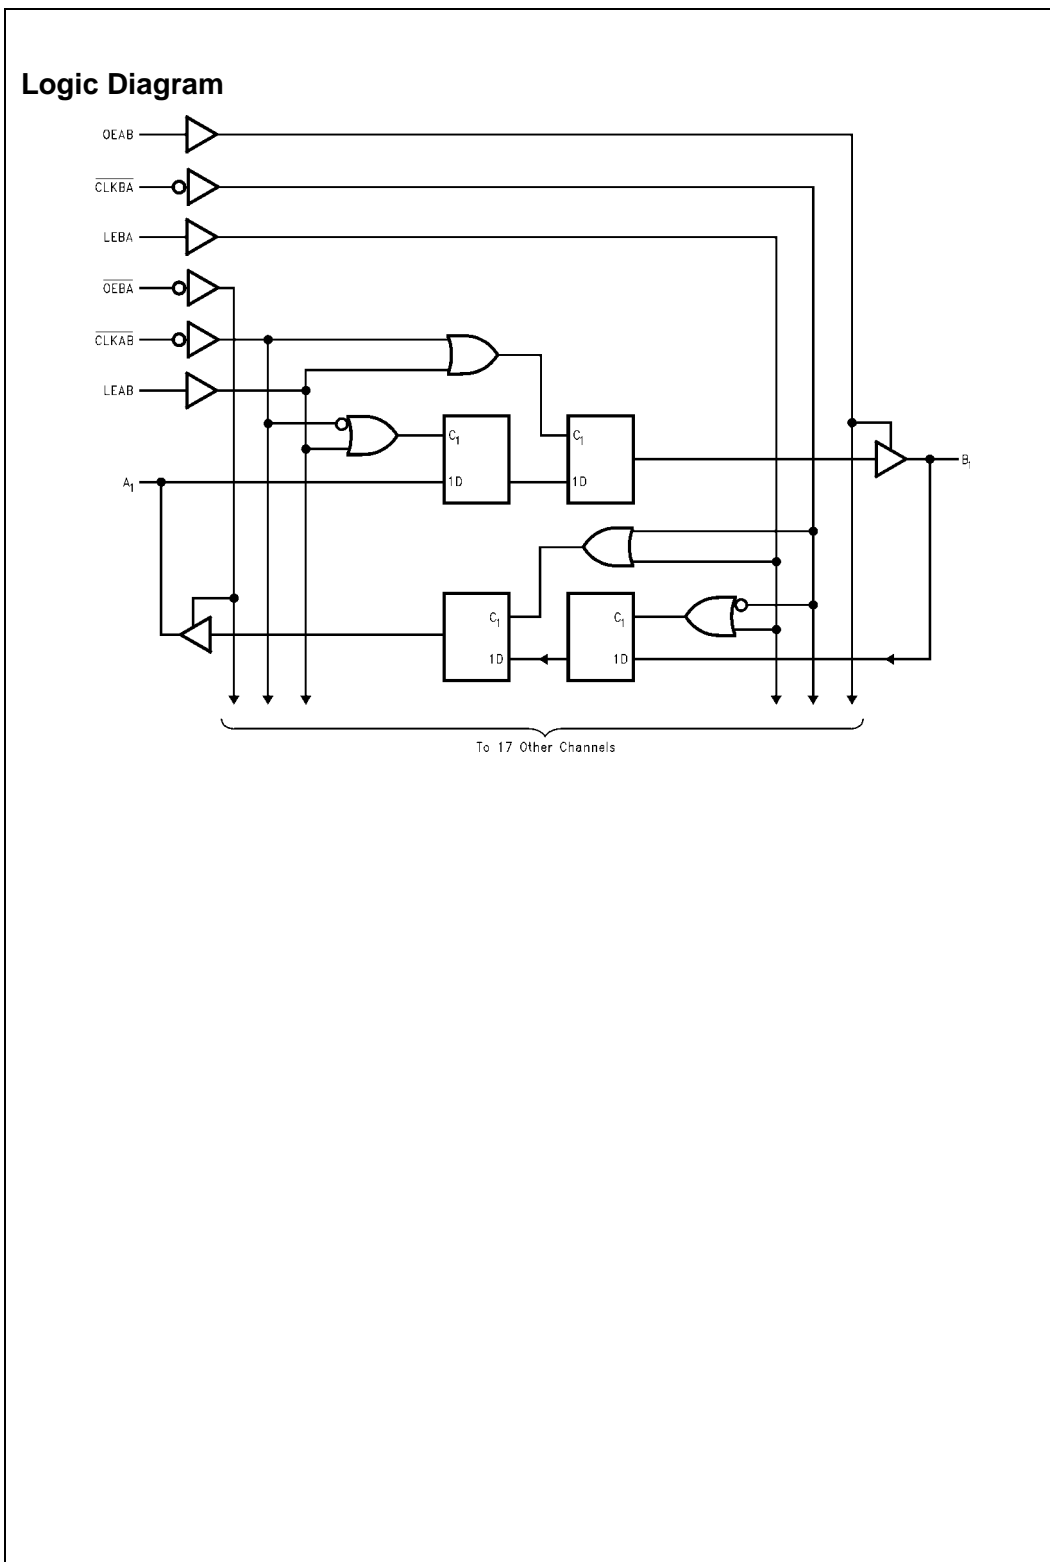 Logic Diagram
OEAB
CLKBA
LEBA
OEBA
CLKAB
LEAB
C1
C1
A1
1D
1D
B1
C1
C1
1D
1D
To 17 Other Channels